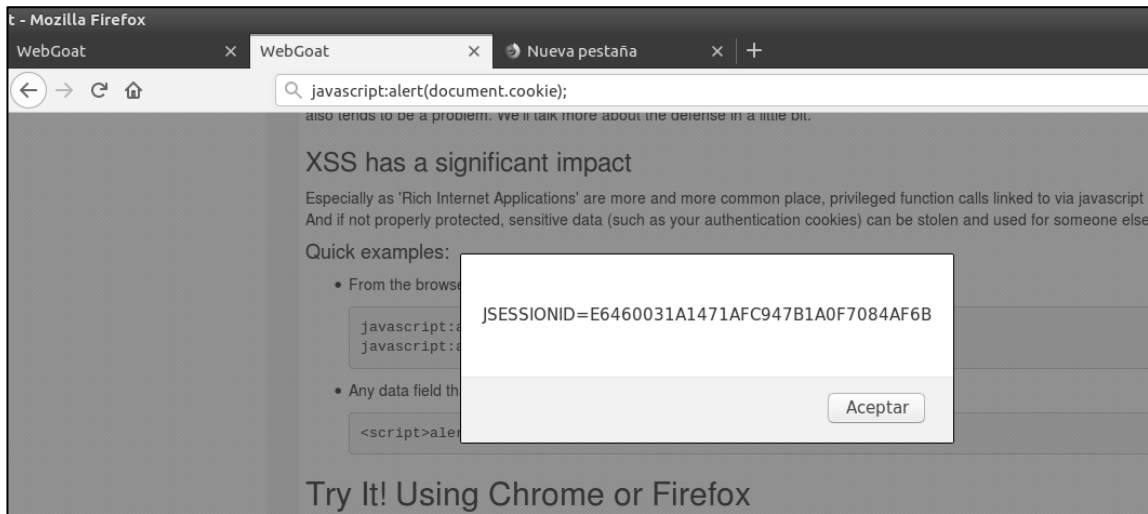 t - Mozilla Firefox
WebGoat × WebGoat × Nueva pestaña × +
javascript:alert(document.cookie);
also tends to be a problem. We'll talk more about the defense in a little bit.
XSS has a significant impact
Especially as 'Rich Internet Applications' are more and more common place, privileged function calls linked to via javascript
And if not properly protected, sensitive data (such as your authentication cookies) can be stolen and used for someone else
Quick examples:
• From the browse
JSESSIONID=E6460031A1471AFC947B1A0F7084AF6B
javascript:a
javascript:a
• Any data field th
Aceptar
<script>aler
Try It! Using Chrome or Firefox